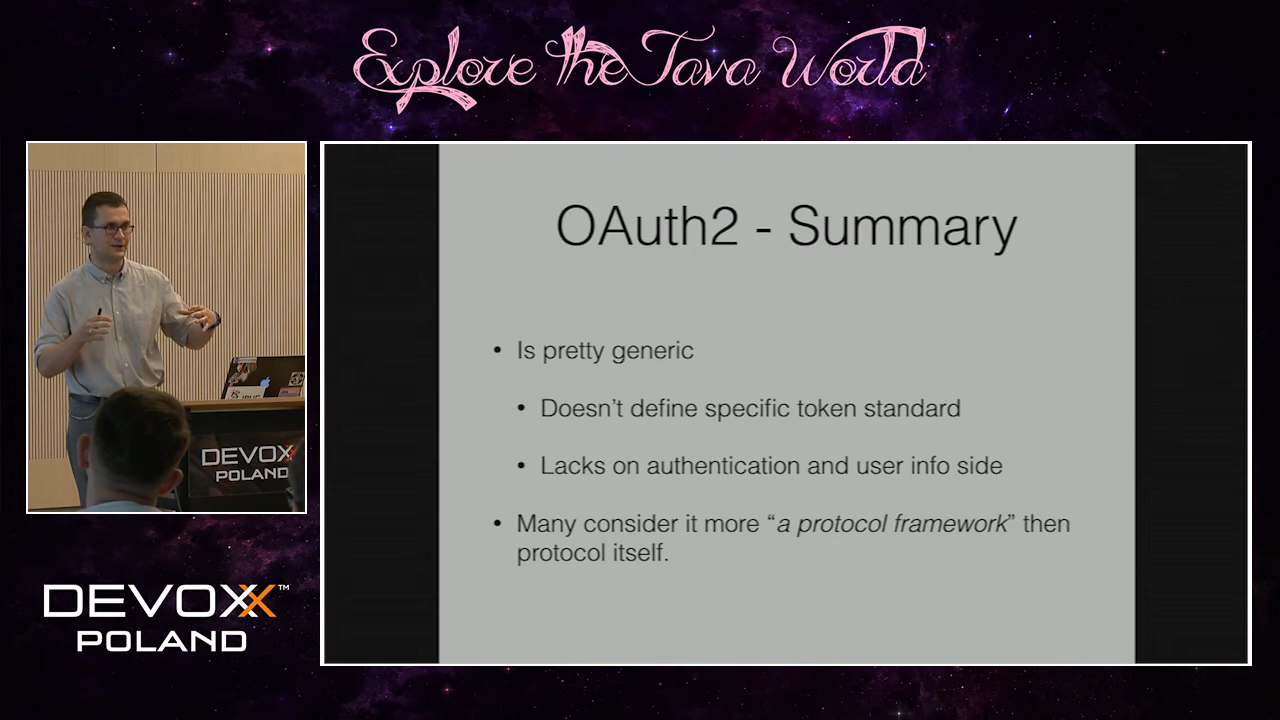 Explore the Java World
OAuth2 - Summary
• Is pretty generic
• Doesn't define specific token standard
• Lacks on authentication and user info side
• Many consider it more “a protocol framework” then
protocol itself.
DEVOXX
POLAND
DEVOXX™
POLAND